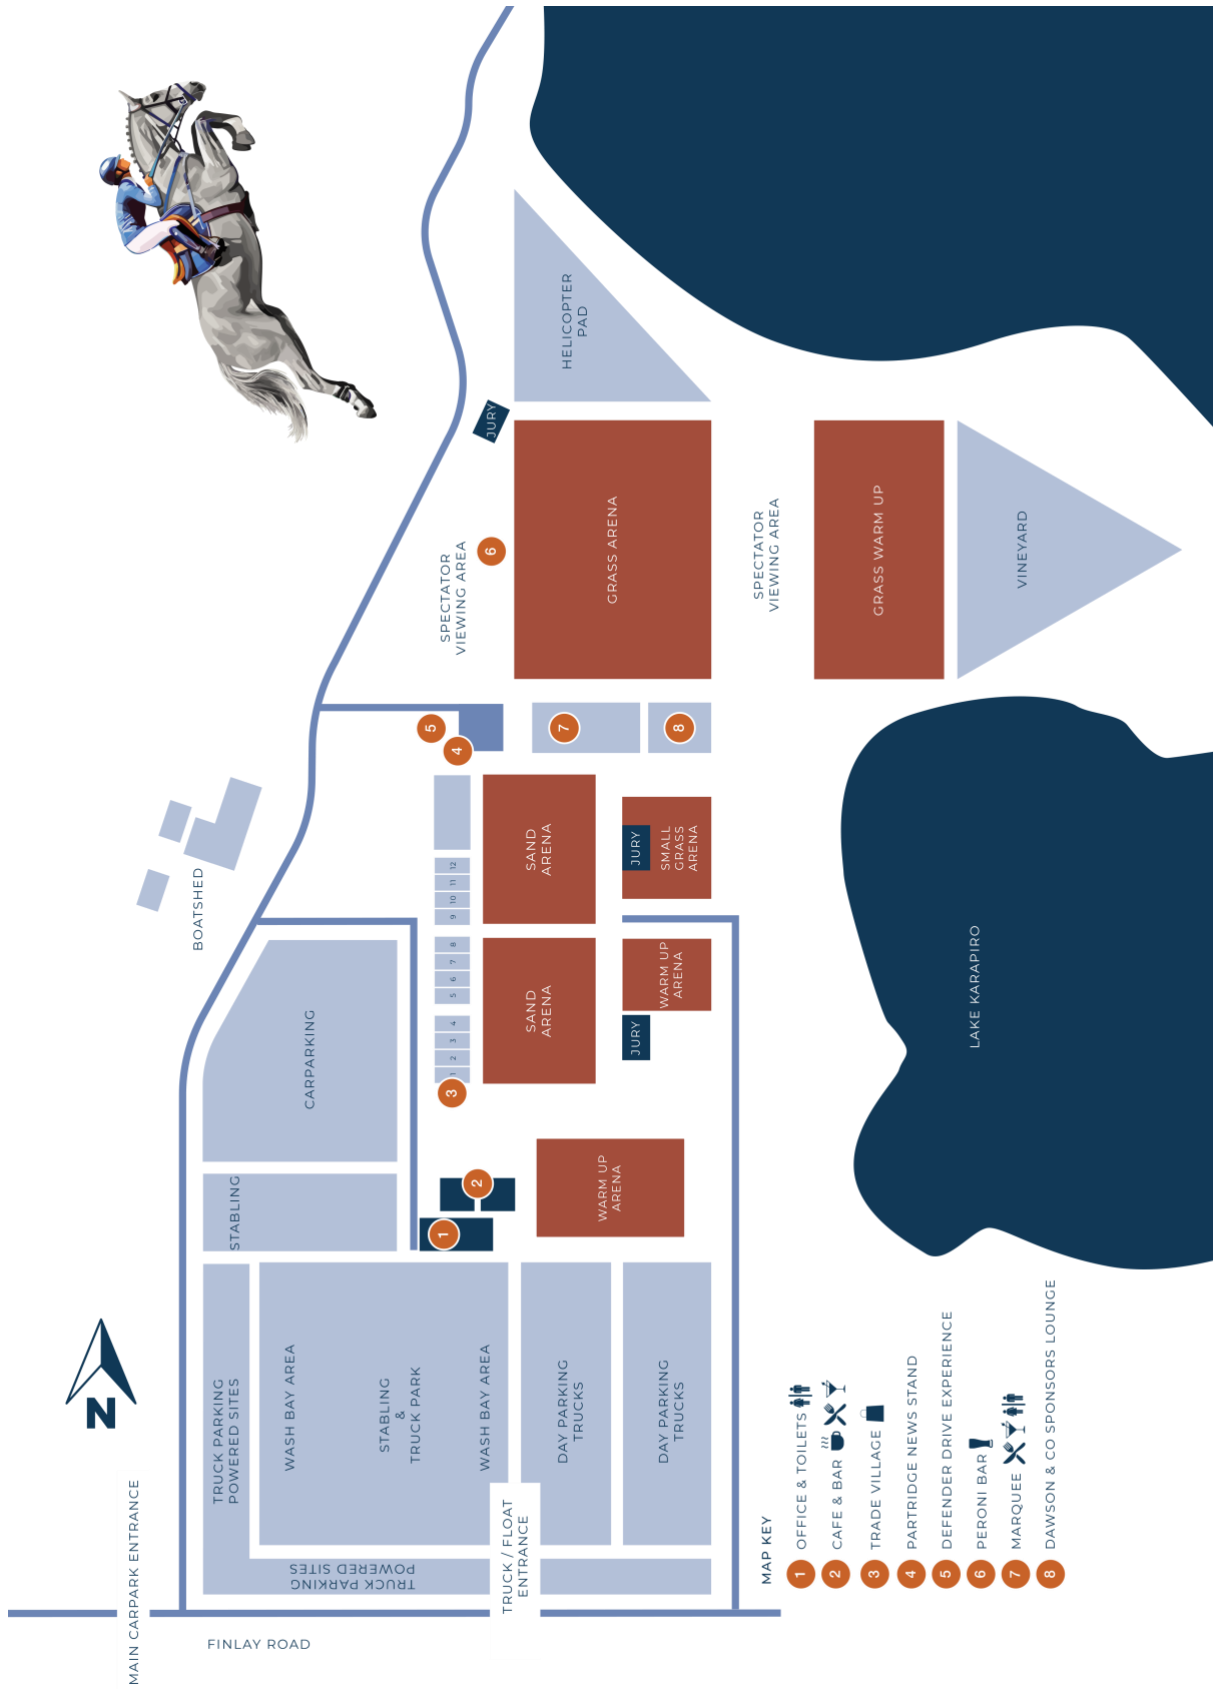 MAIN CARPARK ENTRANCE
FINLAY ROAD
N
TRUCK PARKING
POWERED SITES
TRUCK PARKING
POWERED SITES
WASH BAY AREA
STABLING
&
TRUCK PARK
WASH BAY AREA
TRUCK / FLOAT
ENTRANCE
DAY PARKING
TRUCKS
DAY PARKING
TRUCKS
STABLING
CARPARKING
BOATSHED
1
2
3
1
2
3
4
5
6
7
8
9
10
11
12
WARM UP
ARENA
SAND
ARENA
SAND
ARENA
JURY
WARM UP
ARENA
JURY
SMALL
GRASS
ARENA
4
5
7
8
SPECTATOR
VIEWING AREA
6
JURY
GRASS ARENA
HELICOPTER
PAD
SPECTATOR
VIEWING AREA
GRASS WARM UP
VINEYARD
LAKE KARAPIRO
MAP KEY
1 OFFICE & TOILETS
2 CAFE & BAR
3 TRADE VILLAGE
4 PARTRIDGE NEWS STAND
5 DEFENDER DRIVE EXPERIENCE
6 PERONI BAR
7 MARQUEE
8 DAWSON & CO SPONSORS LOUNGE